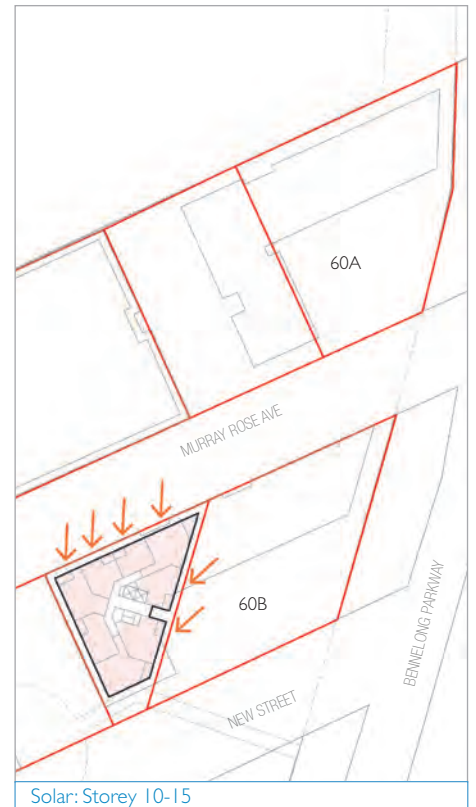 60A
MURRAY ROSE AVE
60B
BENNELONG PARKWAY
NEW STREET
Solar: Storey 10-15